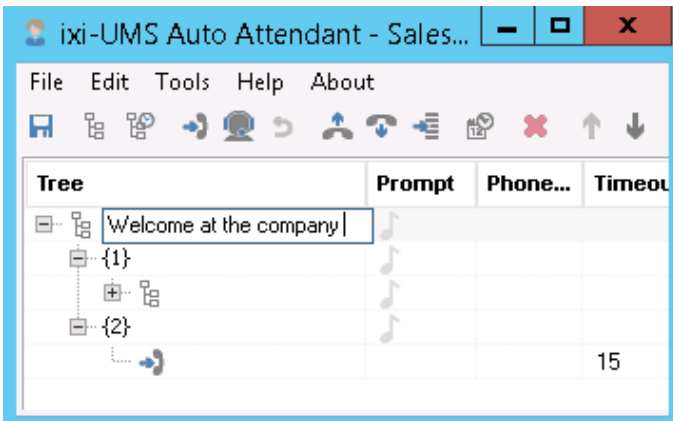 ixi-UMS Auto Attendant - Sales...
File Edit Tools Help About
Tree Prompt Phone... Timeou
Welcome at the company
{1}
{2}
15